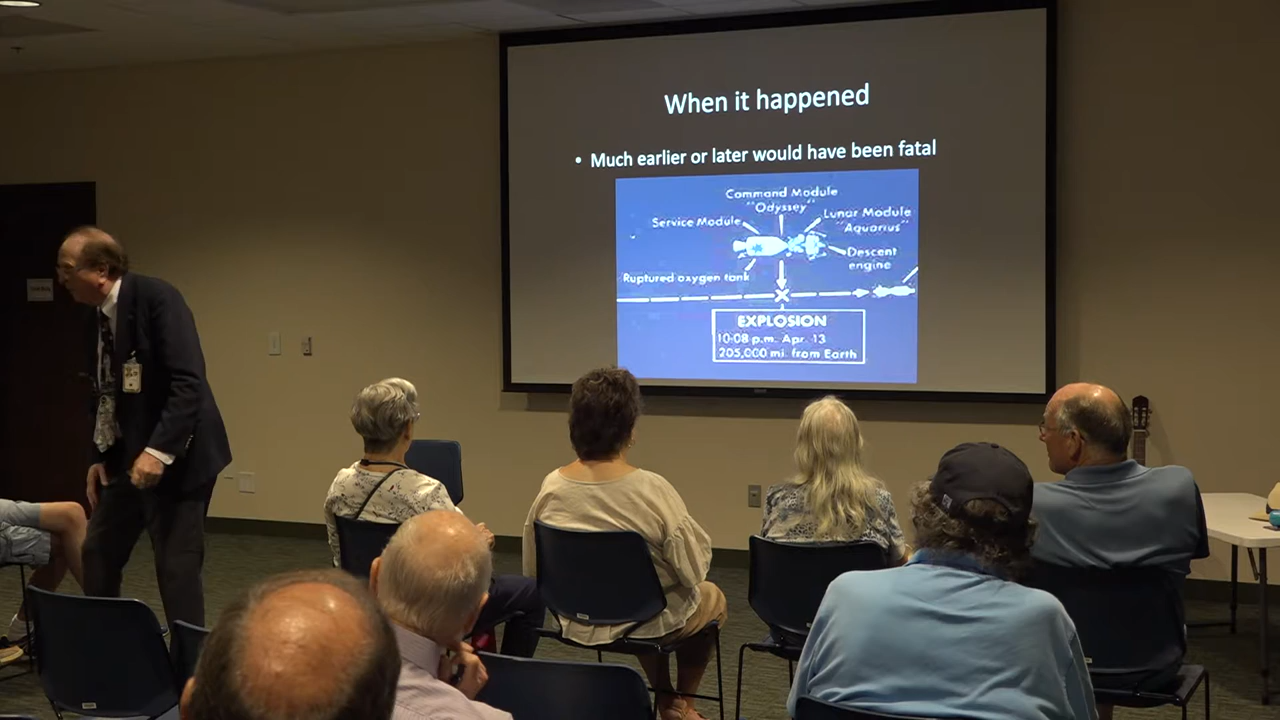 When it happened
• Much earlier or later would have been fatal
Command Module
"Odyssey"
Service Module
Lunar Module
"Aquarius"
Descent
engine
Ruptured oxygen tank
EXPLOSION
10:08 p.m. Apr. 13
205,000 mi. from Earth